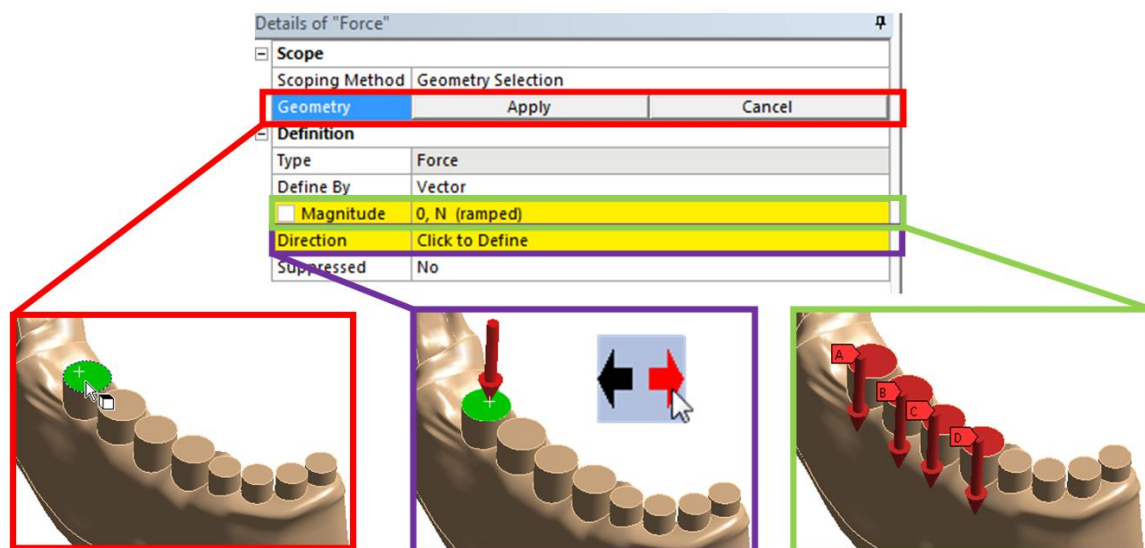 Details of "Force"
Scope
Scoping Method Geometry Selection
Geometry Apply Cancel
Definition
Type Force
Define By Vector
Magnitude 0, N (ramped)
Direction Click to Define
Suppressed No
A
B
C
D